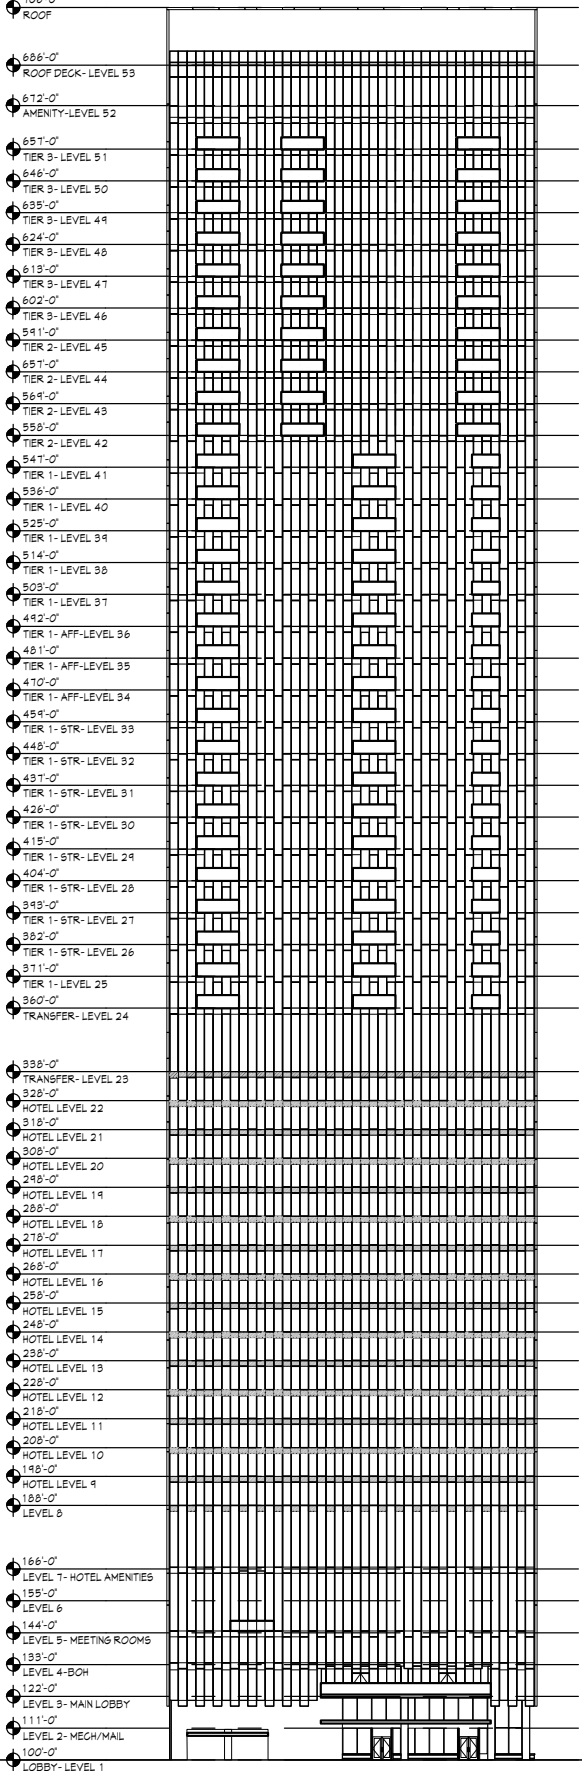 ROOF
686'-0"
ROOF DECK- LEVEL 53
672'-0"
AMENITY-LEVEL 52
657'-0"
TIER 3- LEVEL 51
646'-0"
TIER 3- LEVEL 50
635'-0"
TIER 3- LEVEL 49
624'-0"
TIER 3- LEVEL 48
613'-0"
TIER 3- LEVEL 47
602'-0"
TIER 3- LEVEL 46
591'-0"
TIER 2- LEVEL 45
657'-0"
TIER 2- LEVEL 44
569'-0"
TIER 2- LEVEL 43
558'-0"
TIER 2- LEVEL 42
547'-0"
TIER 1- LEVEL 41
536'-0"
TIER 1- LEVEL 40
525'-0"
TIER 1- LEVEL 39
514'-0"
TIER 1- LEVEL 38
503'-0"
TIER 1- LEVEL 37
492'-0"
TIER 1- AFF-LEVEL 36
481'-0"
TIER 1- AFF-LEVEL 35
470'-0"
TIER 1- AFF-LEVEL 34
459'-0"
TIER 1- STR- LEVEL 33
448'-0"
TIER 1- STR- LEVEL 32
437'-0"
TIER 1- STR- LEVEL 31
426'-0"
TIER 1- STR- LEVEL 30
415'-0"
TIER 1- STR- LEVEL 29
404'-0"
TIER 1- STR- LEVEL 28
393'-0"
TIER 1- STR- LEVEL 27
382'-0"
TIER 1- STR- LEVEL 26
371'-0"
TIER 1- LEVEL 25
360'-0"
TRANSFER- LEVEL 24
338'-0"
TRANSFER- LEVEL 23
328'-0"
HOTEL LEVEL 22
318'-0"
HOTEL LEVEL 21
308'-0"
HOTEL LEVEL 20
298'-0"
HOTEL LEVEL 19
288'-0"
HOTEL LEVEL 18
278'-0"
HOTEL LEVEL 17
268'-0"
HOTEL LEVEL 16
258'-0"
HOTEL LEVEL 15
248'-0"
HOTEL LEVEL 14
238'-0"
HOTEL LEVEL 13
228'-0"
HOTEL LEVEL 12
218'-0"
HOTEL LEVEL 11
208'-0"
HOTEL LEVEL 10
198'-0"
HOTEL LEVEL 9
188'-0"
LEVEL 8
166'-0"
LEVEL 7- HOTEL AMENITIES
155'-0"
LEVEL 6
144'-0"
LEVEL 5- MEETING ROOMS
133'-0"
LEVEL 4-BOH
122'-0"
LEVEL 3- MAIN LOBBY
111'-0"
LEVEL 2- MECH/MAIL
100'-0"
LOBBY- LEVEL 1